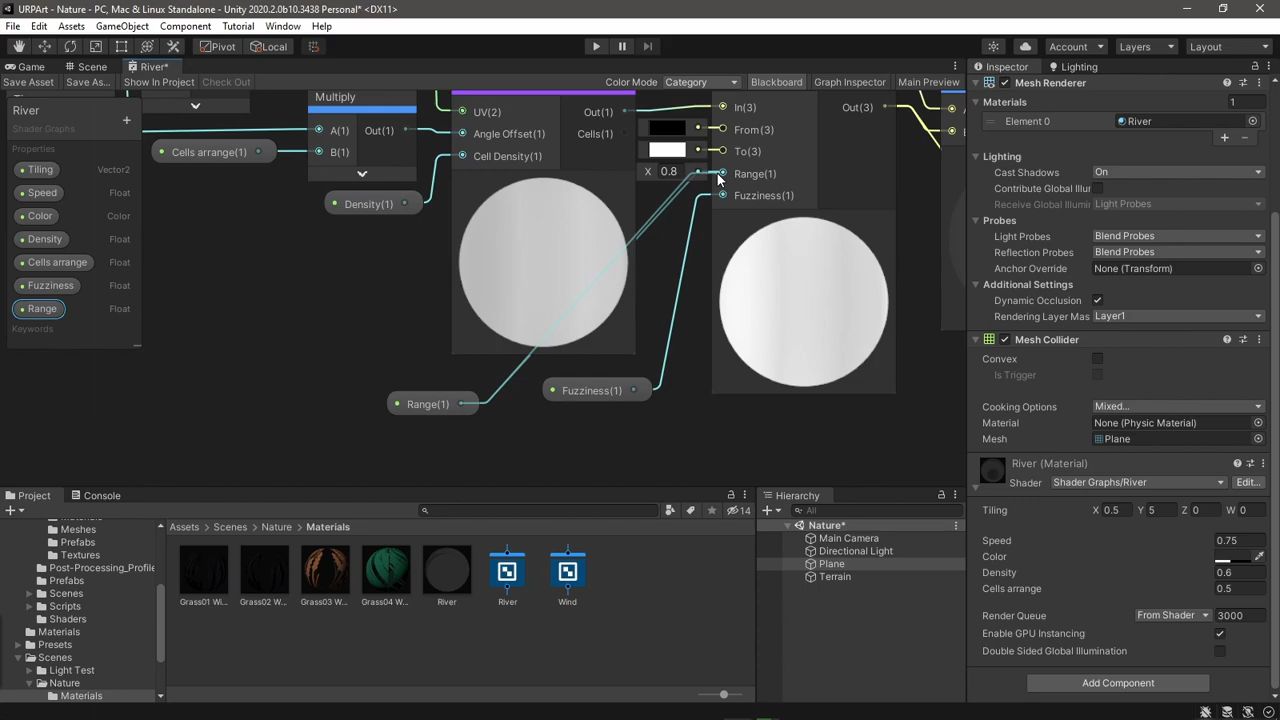 URPArt - Nature - PC, Mac & Linux Standalone - Unity 2020.2.0b10.3438 Personal* <DX11>
File Edit Assets GameObject Component Tutorial Window Help
Pivot Local Account Layers Layout
Game Scene River* Inspector Lighting
Save Asset Save As... Show In Project Check Out Color Mode Category Blackboard Graph Inspector Main Preview
River
Shader Graphs
Properties
Tiling Vector2
Speed Float
Color Color
Density Float
Cells arrange Float
Fuzziness Float
Range Float
Keywords
Multiply
A(1) Out(1)
B(1)
Cells arrange(1)
Density(1)
UV(2) Out(1)
Angle Offset(1) Cells(1)
Cell Density(1)
In(3) Out(3)
From(3)
To(3)
X 0.8 Range(1)
Fuzziness(1)
Range(1)
Fuzziness(1)
Mesh Renderer
Materials 1
Element 0 River
Lighting
Cast Shadows On
Contribute Global Illur
Receive Global Illumir Light Probes
Probes
Light Probes Blend Probes
Reflection Probes Blend Probes
Anchor Override None (Transform)
Additional Settings
Dynamic Occlusion
Rendering Layer Mas Layer1
Mesh Collider
Convex
Is Trigger
Cooking Options Mixed...
Material None (Physic Material)
Mesh Plane
River (Material)
Shader Shader Graphs/River Edit...
Tiling X 0.5 Y 5 Z 0 W 0
Speed 0.75
Color
Density 0.6
Cells arrange 0.5
Render Queue From Shader 3000
Enable GPU Instancing
Double Sided Global Illumination
Add Component
Project Console
14
Meshes
Prefabs
Textures
Post-Processing_Profile
Prefabs
Scenes
Scripts
Shaders
Materials
Presets
Scenes
Light Test
Nature
Materials
Assets Scenes Nature Materials
Grass01 Wi... Grass02 W... Grass03 W... Grass04 W... River River Wind
Hierarchy
All
Nature*
Main Camera
Directional Light
Plane
Terrain